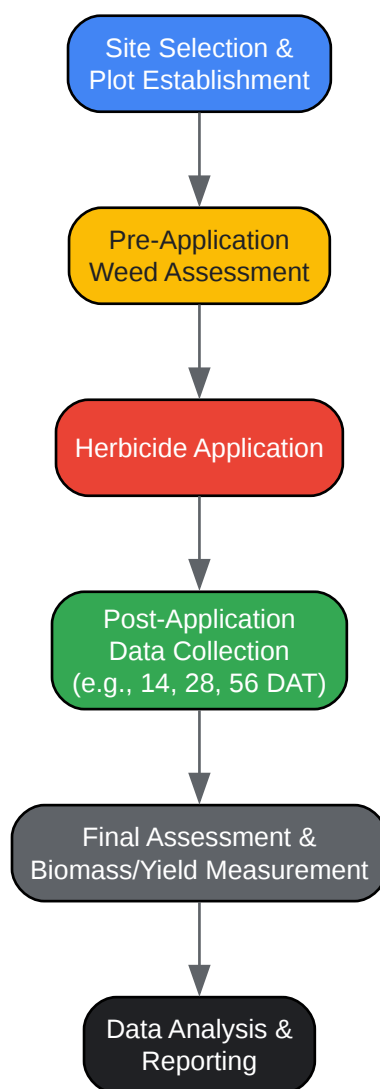 Site Selection &
Plot Establishment
Pre-Application
Weed Assessment
Herbicide Application
Post-Application
Data Collection
(e.g., 14, 28, 56 DAT)
Final Assessment &
Biomass/Yield Measurement
Data Analysis &
Reporting